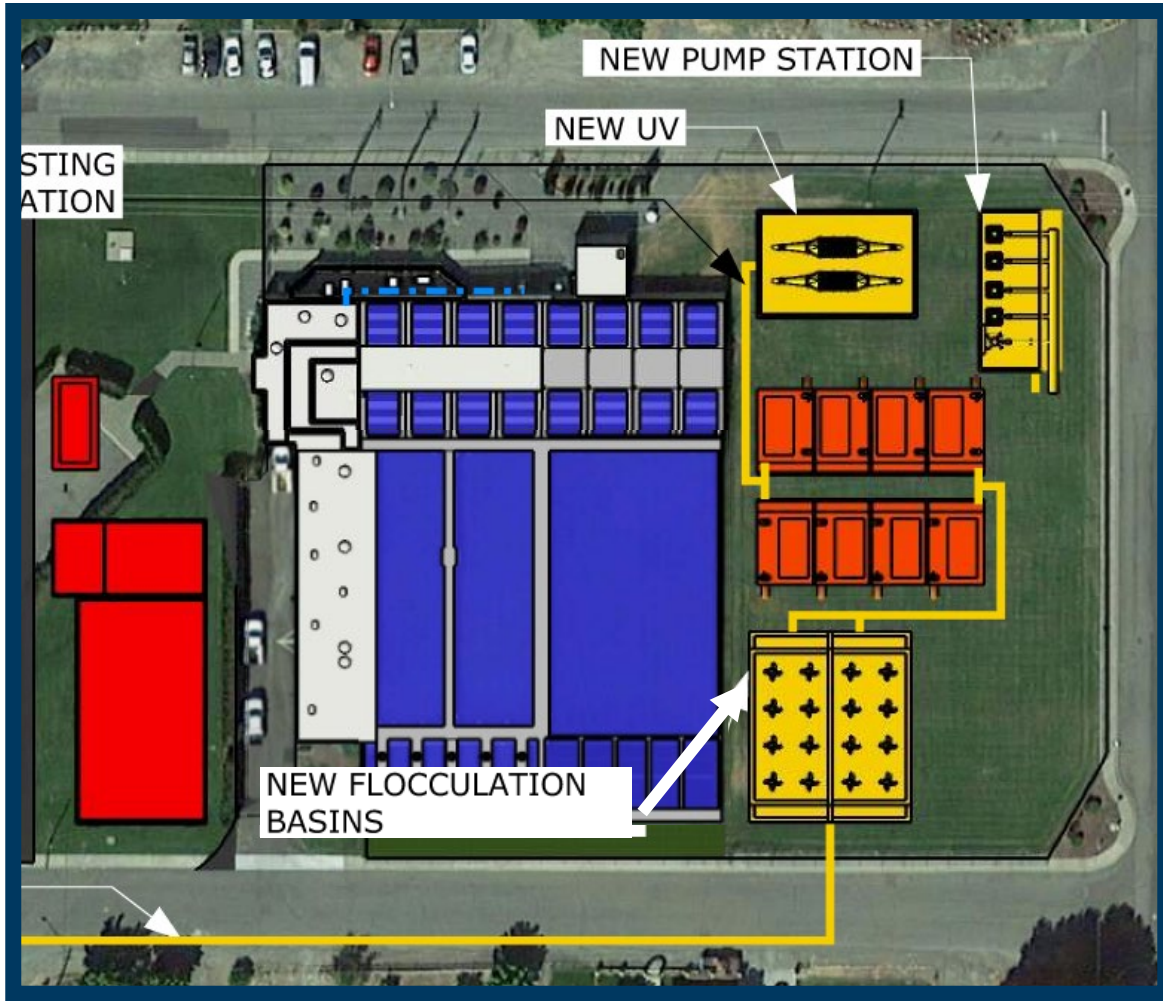 NEW PUMP STATION
NEW UV
STING
ATION
NEW FLOCCULATION
BASINS